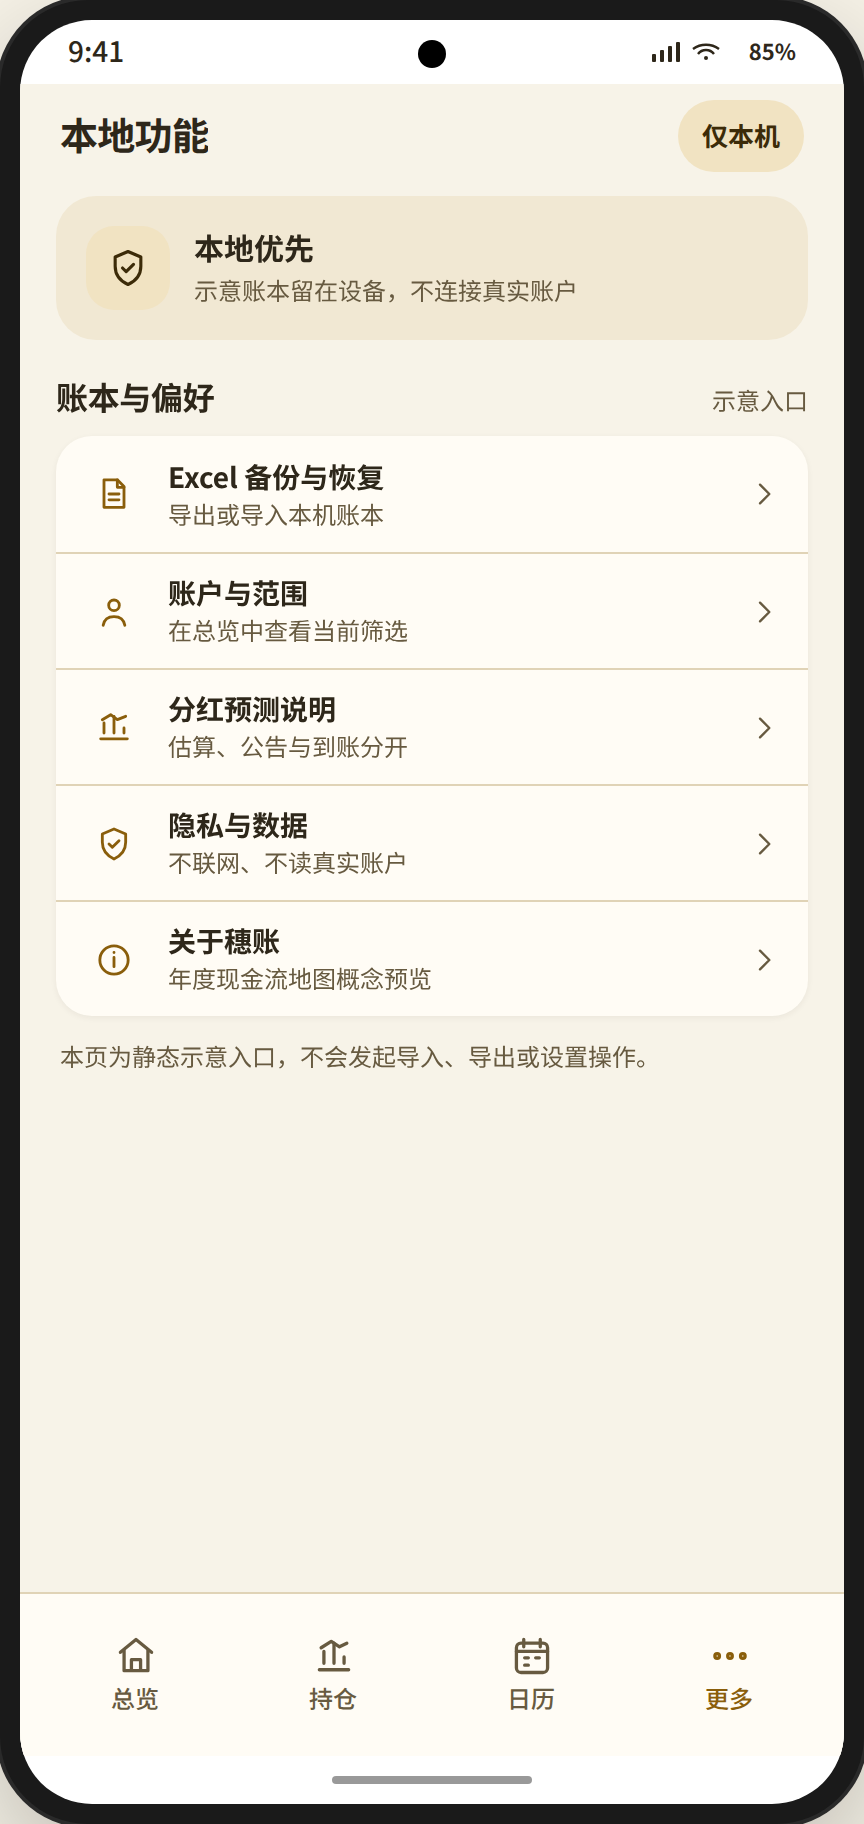 9:41
85%
本地功能
仅本机
本地优先
示意账本留在设备，不连接真实账户
账本与偏好
示意入口
Excel 备份与恢复
导出或导入本机账本
账户与范围
在总览中查看当前筛选
分红预测说明
估算、公告与到账分开
隐私与数据
不联网、不读真实账户
关于穗账
年度现金流地图概念预览
本页为静态示意入口，不会发起导入、导出或设置操作。
总览
持仓
日历
更多